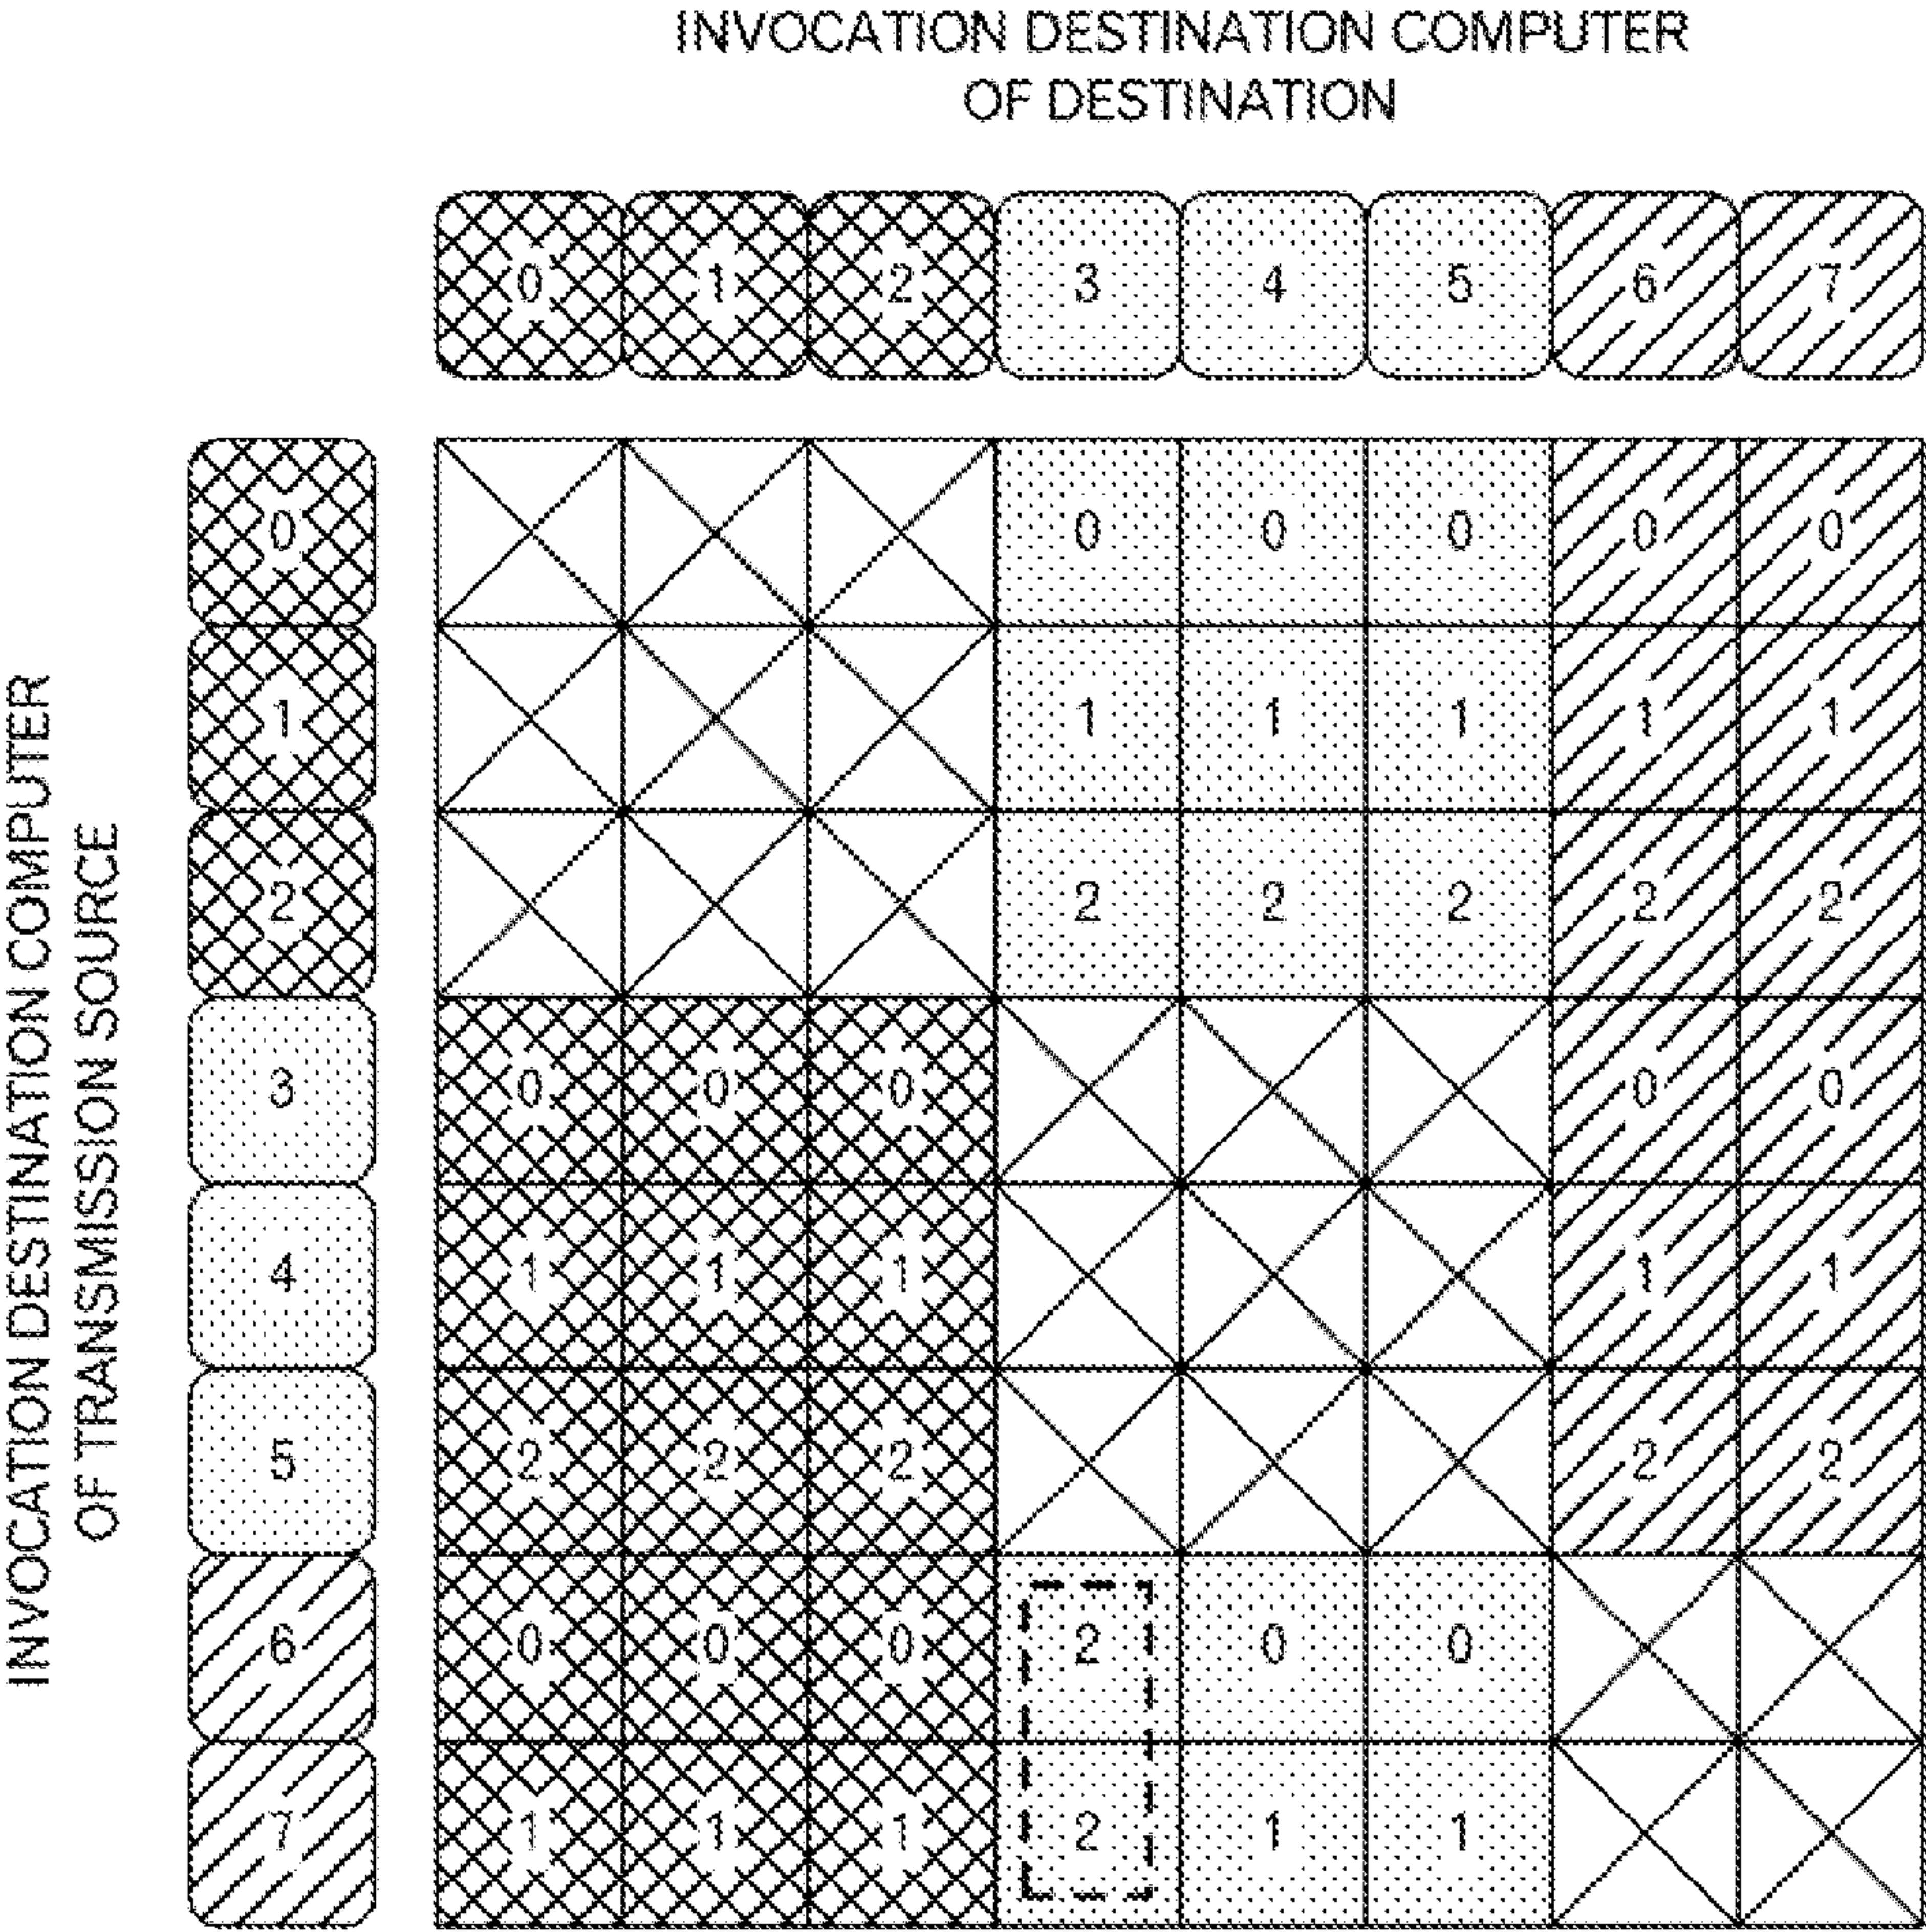 INVOCATION DESTINATION COMPUTER
OF DESTINATION
0 1 2 3 4 5 6 7
INVOCATION DESTINATION COMPUTER
OF TRANSMISSION SOURCE
0 0 0 0 0 0
1 1 1 1 1 1
2 2 2 2 2 2
3 0 0 0 0 0
4 1 1 1 1 1
5 2 2 2 2 2
6 0 0 0 2 0 0
7 1 1 1 2 1 1